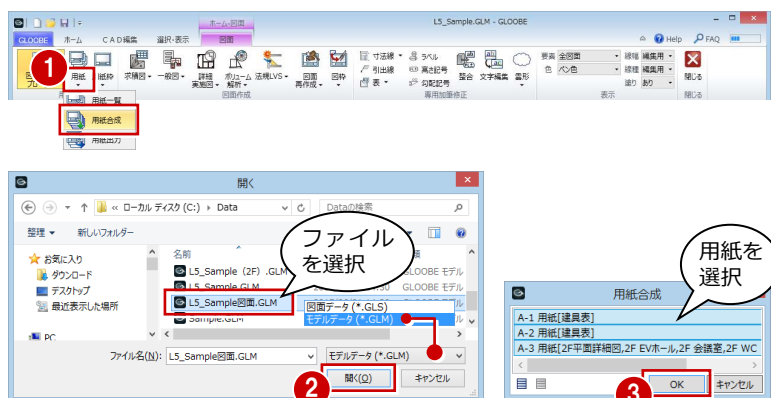 L5_Sample.GLM - GLOOBE
ホーム-図面
GLOOBE ホーム CAD編集 選択・表示 図面
Help FAQ
1
用紙 用紙枠 求積図 一般図 詳細実施図 ボリューム解析 法規LVS 図面再作成 図枠
寸法線 ラベル
引出線 高さ記号
表 勾配記号
整合 文字編集 雲形
要素 全図面
色 ペン色
線幅 編集用
線種 編集用
塗り あり
閉じる
図面作成 専用加筆修正 表示 閉じる
用紙一覧
用紙合成
用紙出力
開く
« ローカル ディスク (C:) Data
Dataの検索
整理 新しいフォルダー
お気に入り
ダウンロード
デスクトップ
最近表示した場所
PC
名前
L5_Sample (2F) .GLM
L5_Sample.GLM
L5_Sample図面.GLM
Sample.GLM
GLOOBE モデル
ファイル
を選択
図面データ (*.GLS)
モデルデータ (*.GLM)
ファイル名(N): L5_Sample図面.GLM
モデルデータ (*.GLM)
2
開く(O) キャンセル
用紙を
選択
用紙合成
A-1 用紙[建具表]
A-2 用紙[建具表]
A-3 用紙[2F平面詳細図,2F EVホール,2F 会議室,2F WC
3
OK キャンセル